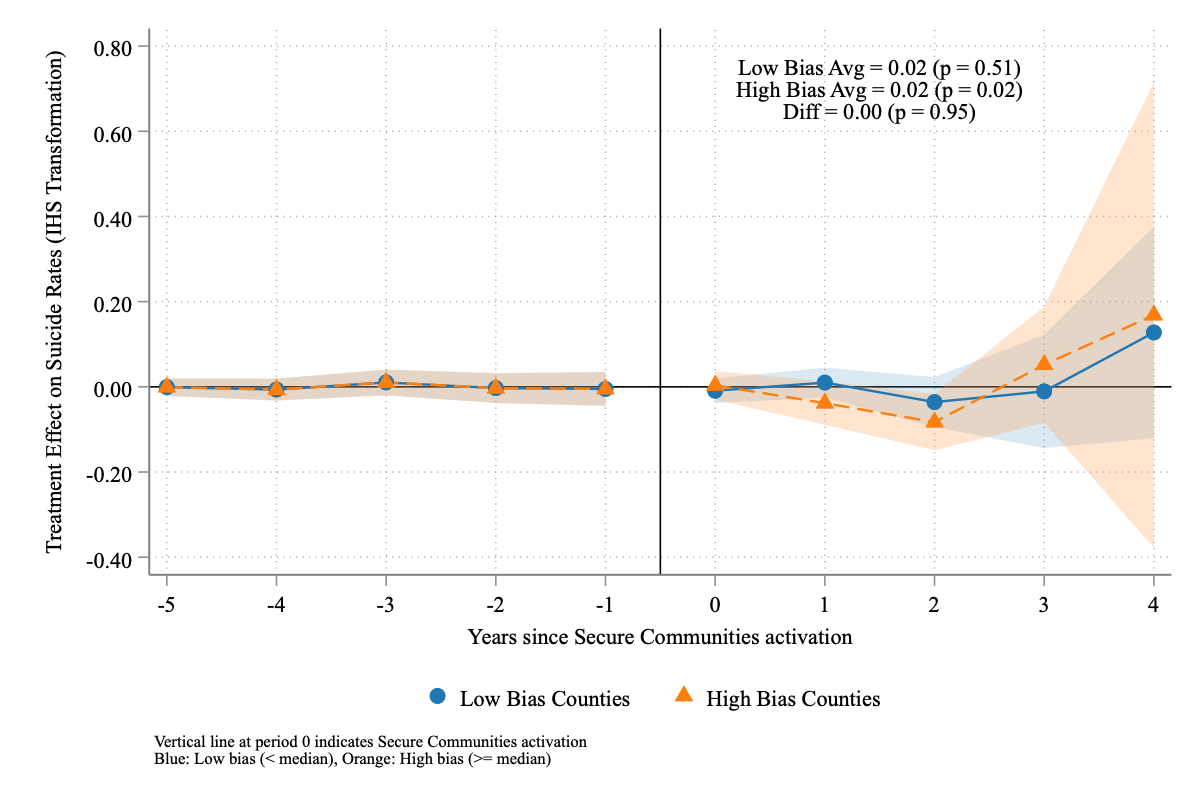 Treatment Effect on Suicide Rates (IHS Transformation)
0.80
0.60
0.40
0.20
0.00
-0.20
-0.40
Low Bias Avg = 0.02 (p = 0.51)
High Bias Avg = 0.02 (p = 0.02)
Diff = 0.00 (p = 0.95)
-5 -4 -3 -2 -1 0 1 2 3 4
Years since Secure Communities activation
Low Bias Counties High Bias Counties
Vertical line at period 0 indicates Secure Communities activation
Blue: Low bias (< median), Orange: High bias (>= median)